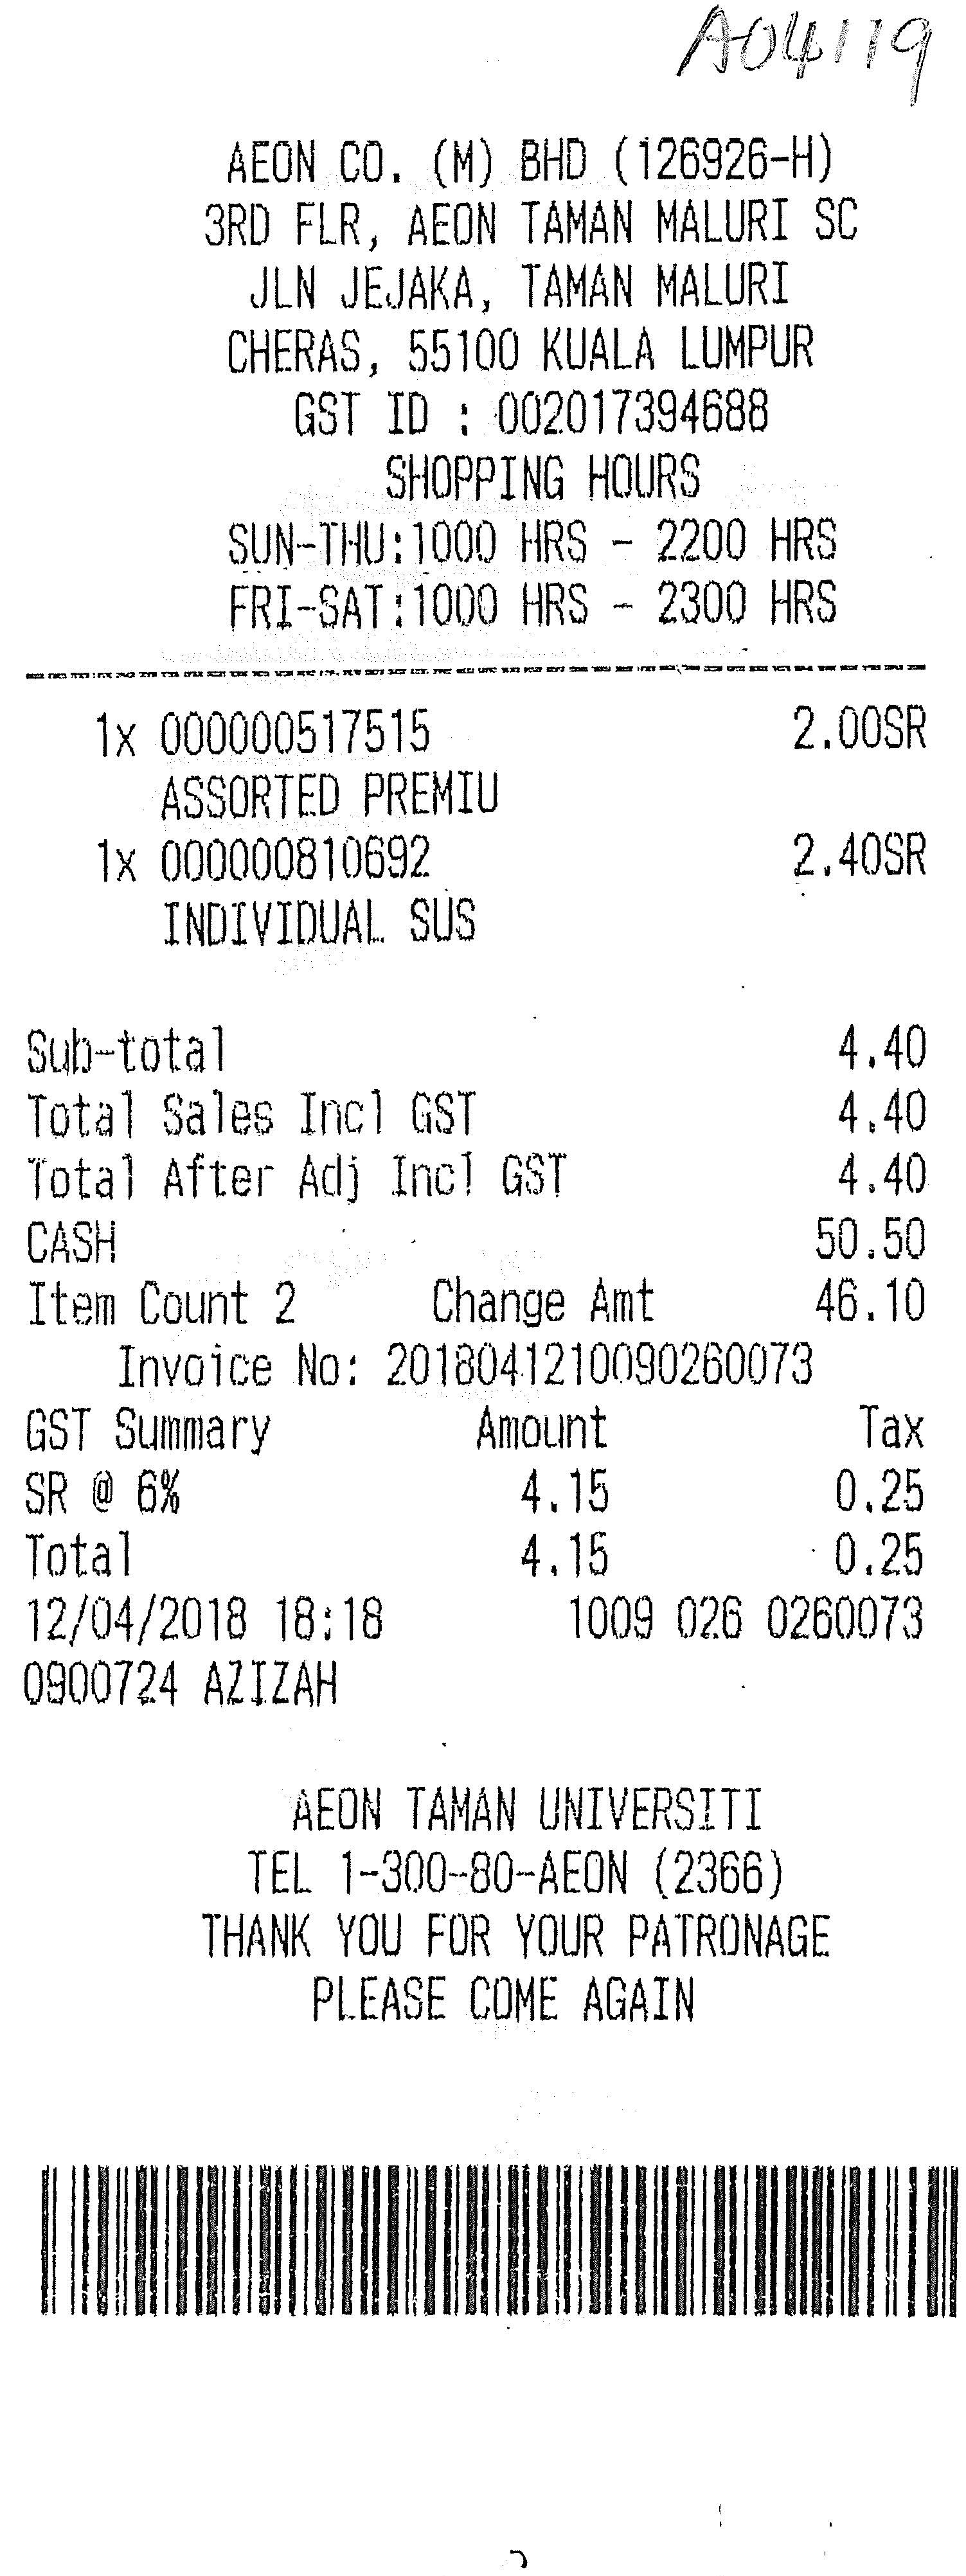 A04119
AEON CO. (M) BHD (126926-H)
3RD FLR, AEON TAMAN MALURI SC
JLN JEJAKA, TAMAN MALURI
CHERAS, 55100 KUALA LUMPUR
GST ID : 002017394688
SHOPPING HOURS
SUN-THU:1000 HRS - 2200 HRS
FRI-SAT:1000 HRS - 2300 HRS
1x 000000517515 2.00SR
ASSORTED PREMIU
1x 000000810692 2.40SR
INDIVIDUAL SUS
Sub-total 4.40
Total Sales Incl GST 4.40
Total After Adj Incl GST 4.40
CASH 50.50
Item Count 2 Change Amt 46.10
Invoice No: 2018041210090260073
GST Summary Amount Tax
SR @ 6% 4.15 0.25
Total 4.15 0.25
12/04/2018 18:18 1009 026 0260073
0900724 AZIZAH
AEON TAMAN UNIVERSITI
TEL 1-300-80-AEON (2366)
THANK YOU FOR YOUR PATRONAGE
PLEASE COME AGAIN